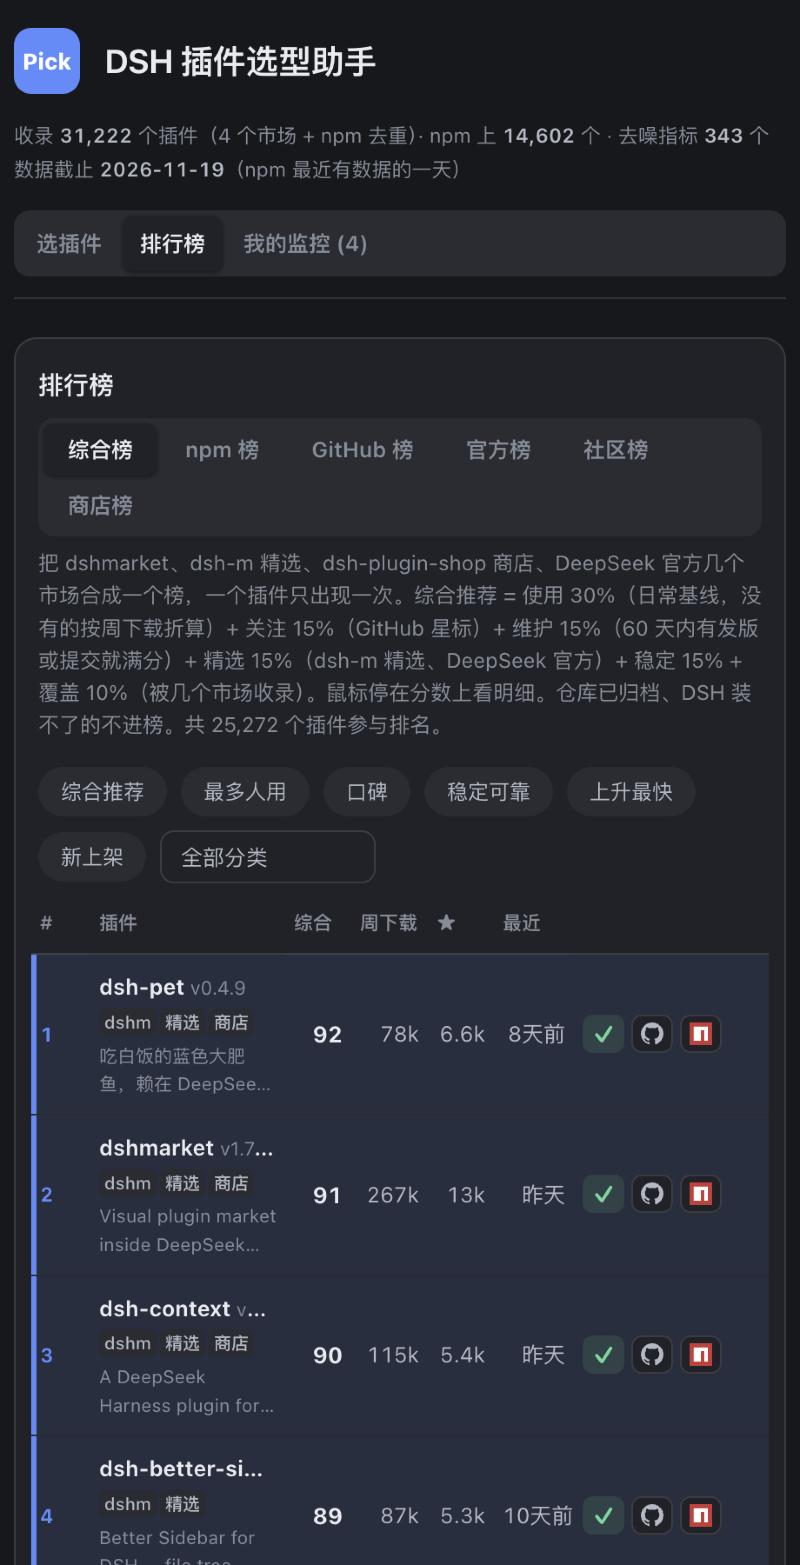 Pick
DSH 插件选型助手
收录 31,222 个插件（4 个市场 + npm 去重）· npm 上 14,602 个 · 去噪指标 343 个
数据截止 2026-11-19（npm 最近有数据的一天）
选插件 排行榜 我的监控 (4)
排行榜
综合榜 npm 榜 GitHub 榜 官方榜 社区榜
商店榜
把 dshmarket、dsh-m 精选、dsh-plugin-shop 商店、DeepSeek 官方几个
市场合成一个榜，一个插件只出现一次。综合推荐 = 使用 30%（日常基线，没
有的按周下载折算）+ 关注 15%（GitHub 星标）+ 维护 15%（60 天内有发版
或提交就满分）+ 精选 15%（dsh-m 精选、DeepSeek 官方）+ 稳定 15% +
覆盖 10%（被几个市场收录）。鼠标停在分数上看明细。仓库已归档、DSH 装
不了的不进榜。共 25,272 个插件参与排名。
综合推荐 最多人用 口碑 稳定可靠 上升最快
新上架 全部分类
# 插件 综合 周下载 ★ 最近
dsh-pet v0.4.9
dshm 精选 商店
1 92 78k 6.6k 8天前 ✓
吃白饭的蓝色大肥
鱼，赖在 DeepSee...
dshmarket v1.7...
dshm 精选 商店
2 91 267k 13k 昨天 ✓
Visual plugin market
inside DeepSeek...
dsh-context v...
dshm 精选 商店
3 90 115k 5.4k 昨天 ✓
A DeepSeek
Harness plugin for...
dsh-better-si...
dshm 精选
4 89 87k 5.3k 10天前 ✓
Better Sidebar for